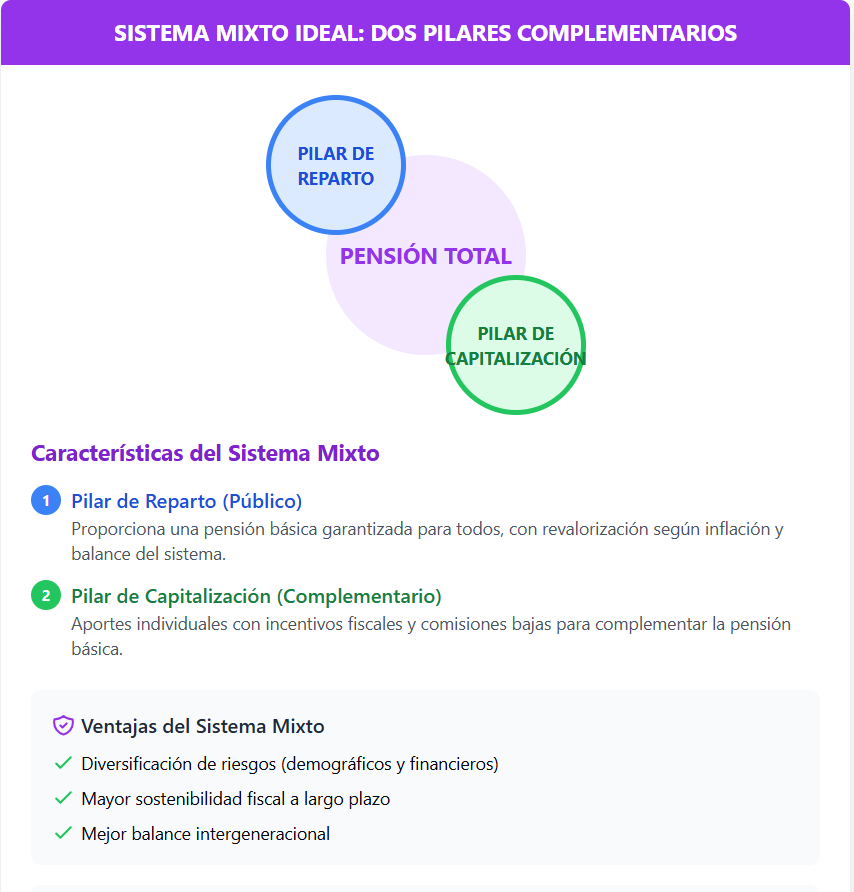 SISTEMA MIXTO IDEAL: DOS PILARES COMPLEMENTARIOS
PILAR DE
REPARTO
PENSIÓN TOTAL
PILAR DE
CAPITALIZACIÓN
Características del Sistema Mixto
1
Pilar de Reparto (Público)
Proporciona una pensión básica garantizada para todos, con revalorización según inflación y
balance del sistema.
2
Pilar de Capitalización (Complementario)
Aportes individuales con incentivos fiscales y comisiones bajas para complementar la pensión
básica.
Ventajas del Sistema Mixto
Diversificación de riesgos (demográficos y financieros)
Mayor sostenibilidad fiscal a largo plazo
Mejor balance intergeneracional